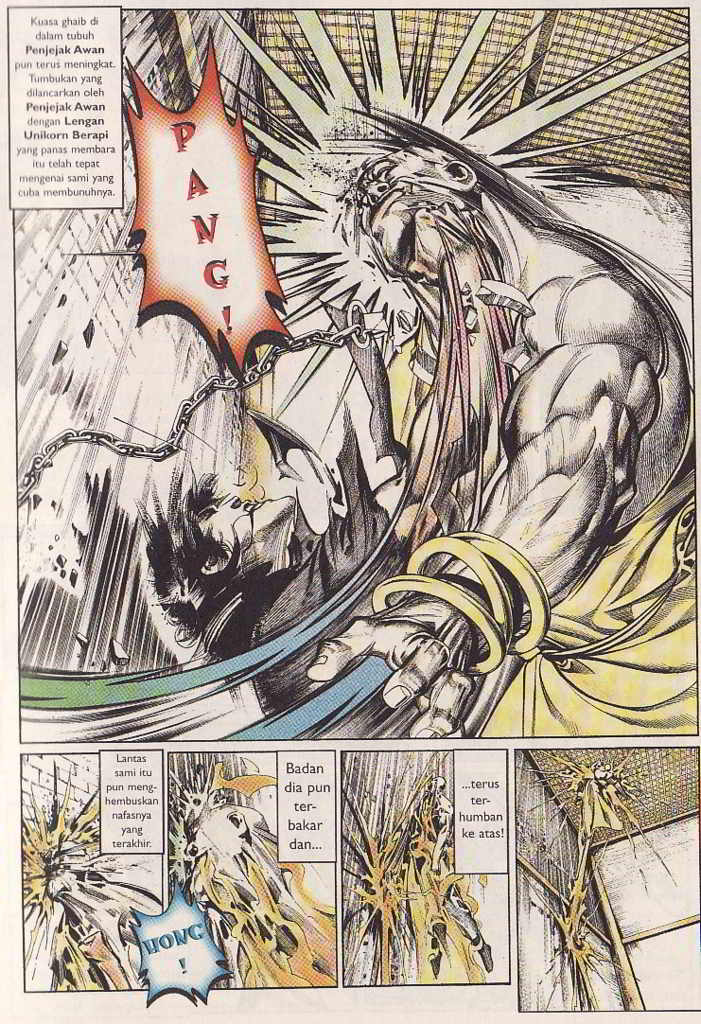 Kuasa ghaib di
dalam tubuh
Penjejak Awan
pun terus meningkat.
Tumbukan yang
dilancarkan oleh
Penjejak Awan
dengan Lengan
Unikorn Berapi
yang panas membara
itu telah tepat
mengenai sami yang
cuba membunuhnya.
PANG!
Lantas
sami itu
pun meng-
hembuskan
nafasnya
yang
terakhir.
HONG!
Badan
dia pun
ter-
bakar
dan...
...terus
ter-
humban
ke atas!